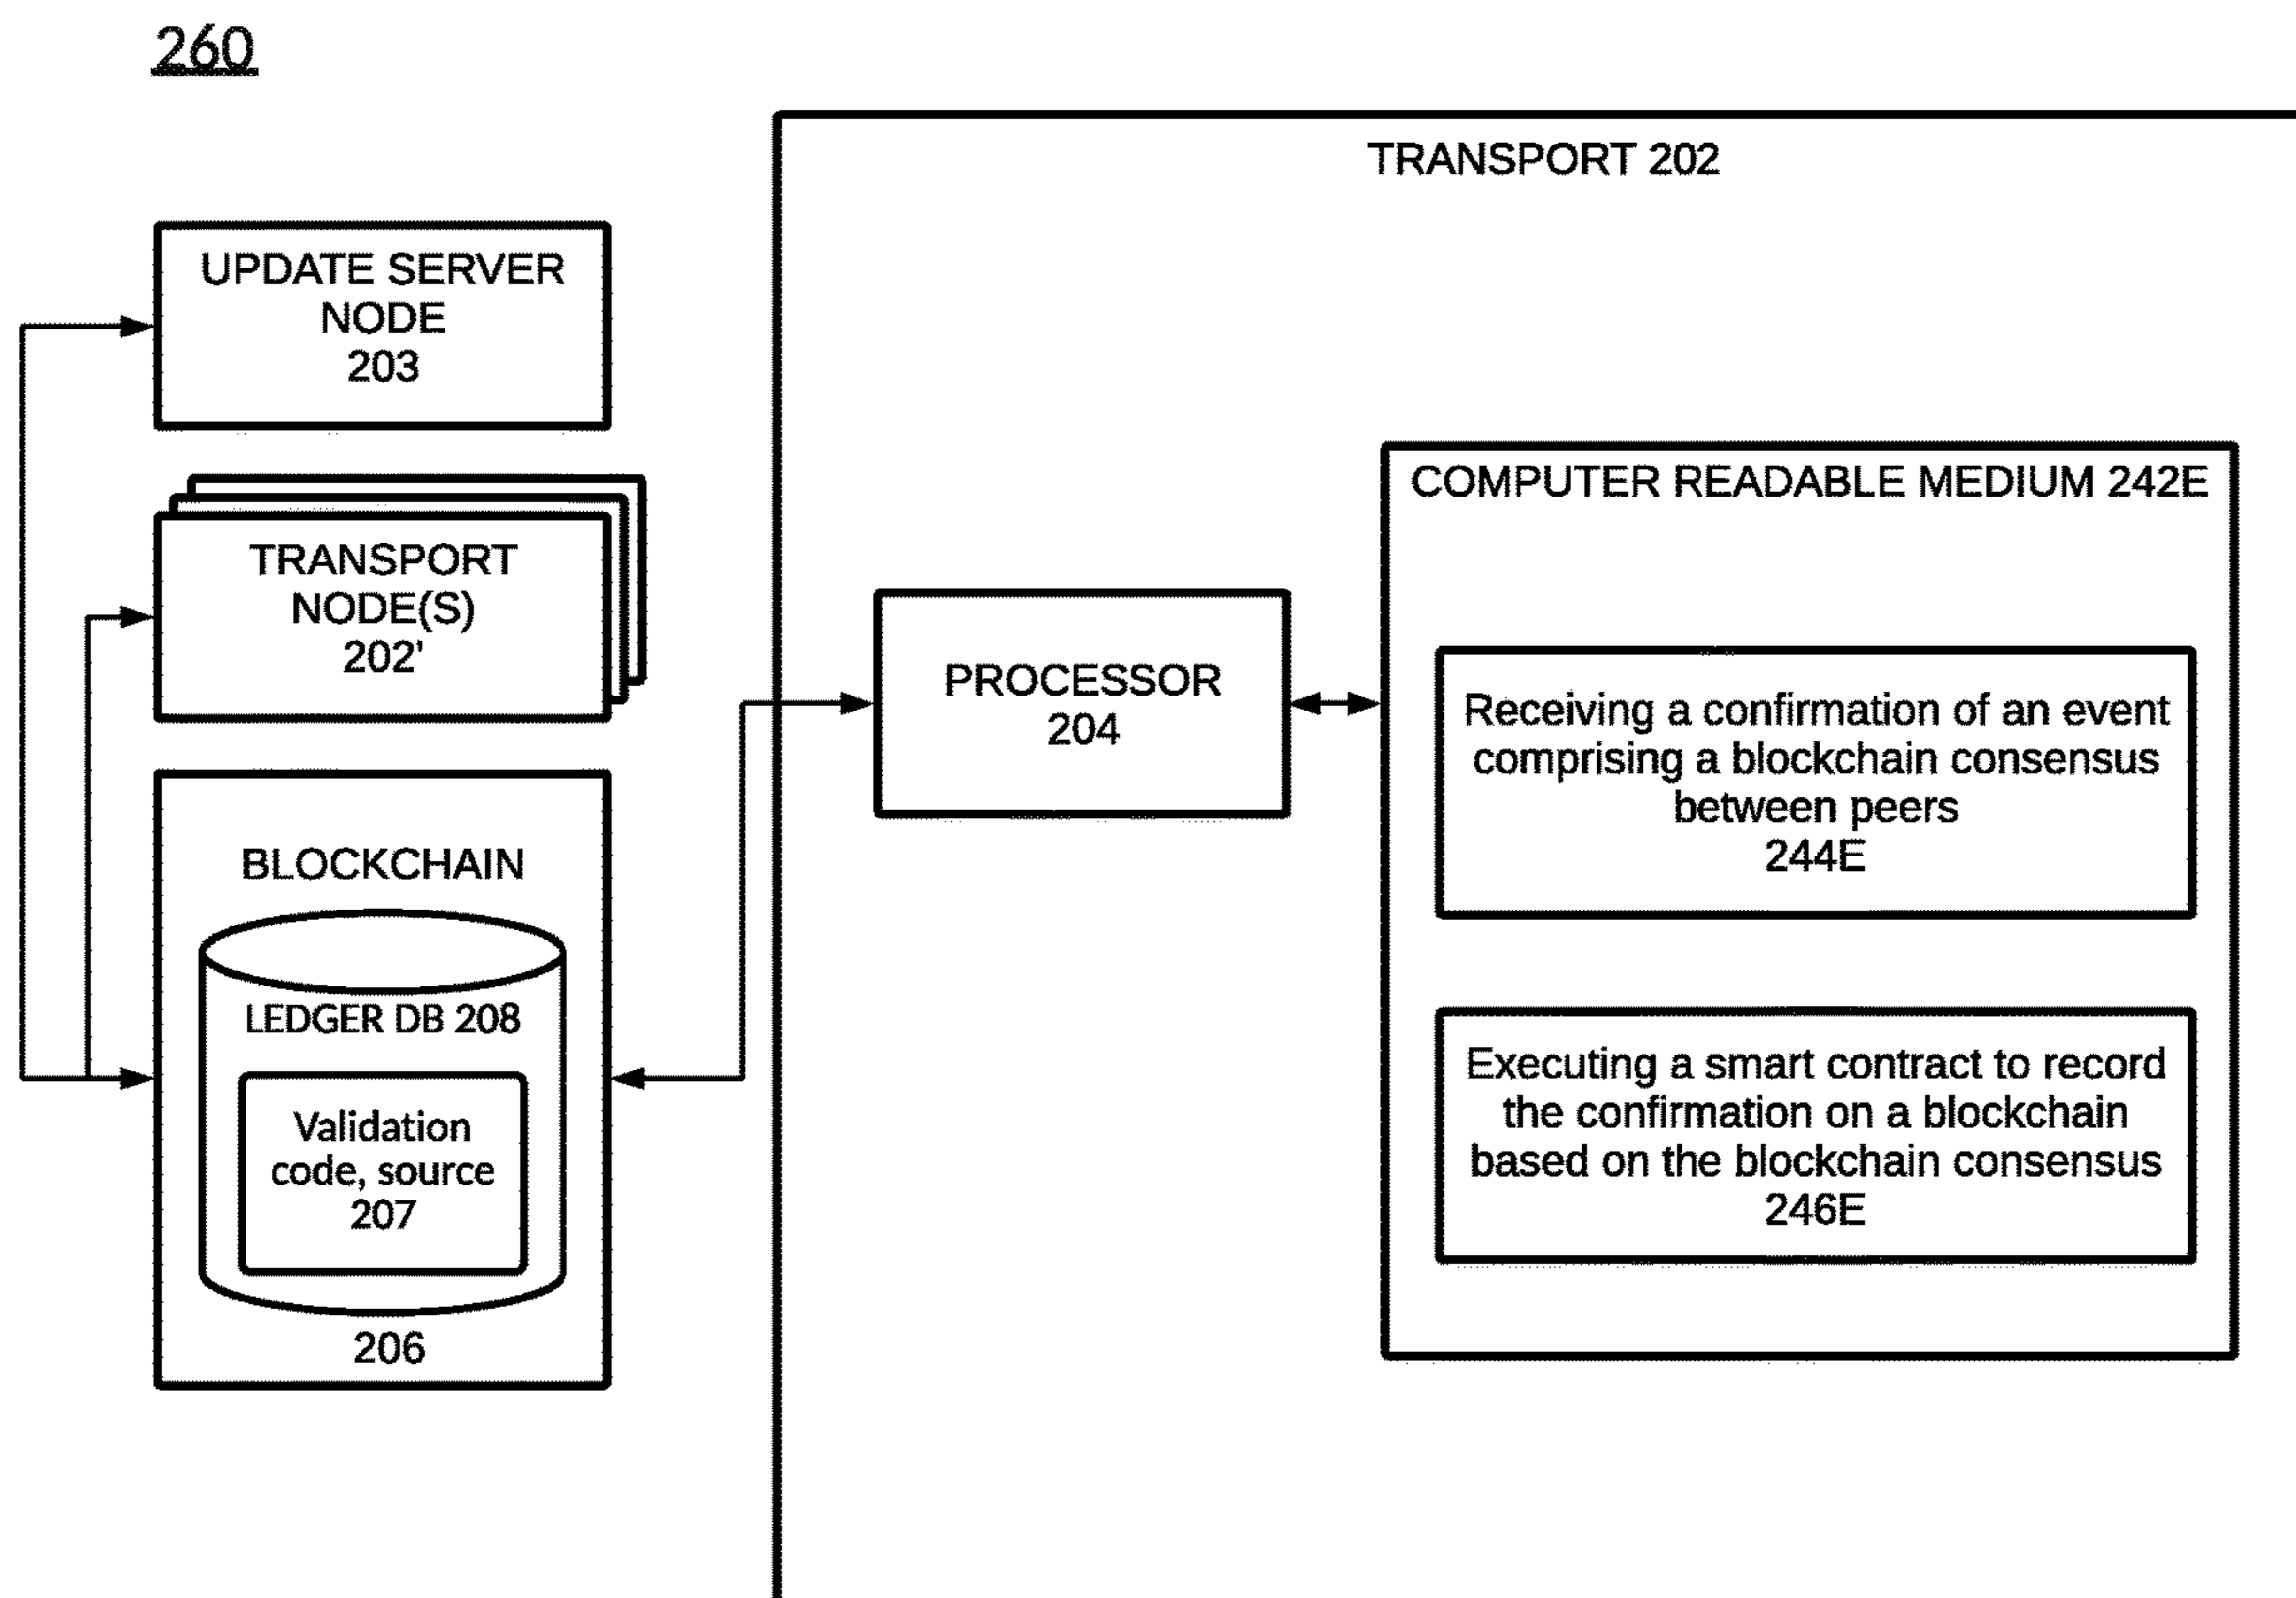 260
TRANSPORT 202
UPDATE SERVER
NODE
203
TRANSPORT
NODE(S)
202'
BLOCKCHAIN
LEDGER DB 208
Validation
code, source
207
206
PROCESSOR
204
COMPUTER READABLE MEDIUM 242E
Receiving a confirmation of an event
comprising a blockchain consensus
between peers
244E
Executing a smart contract to record
the confirmation on a blockchain
based on the blockchain consensus
246E